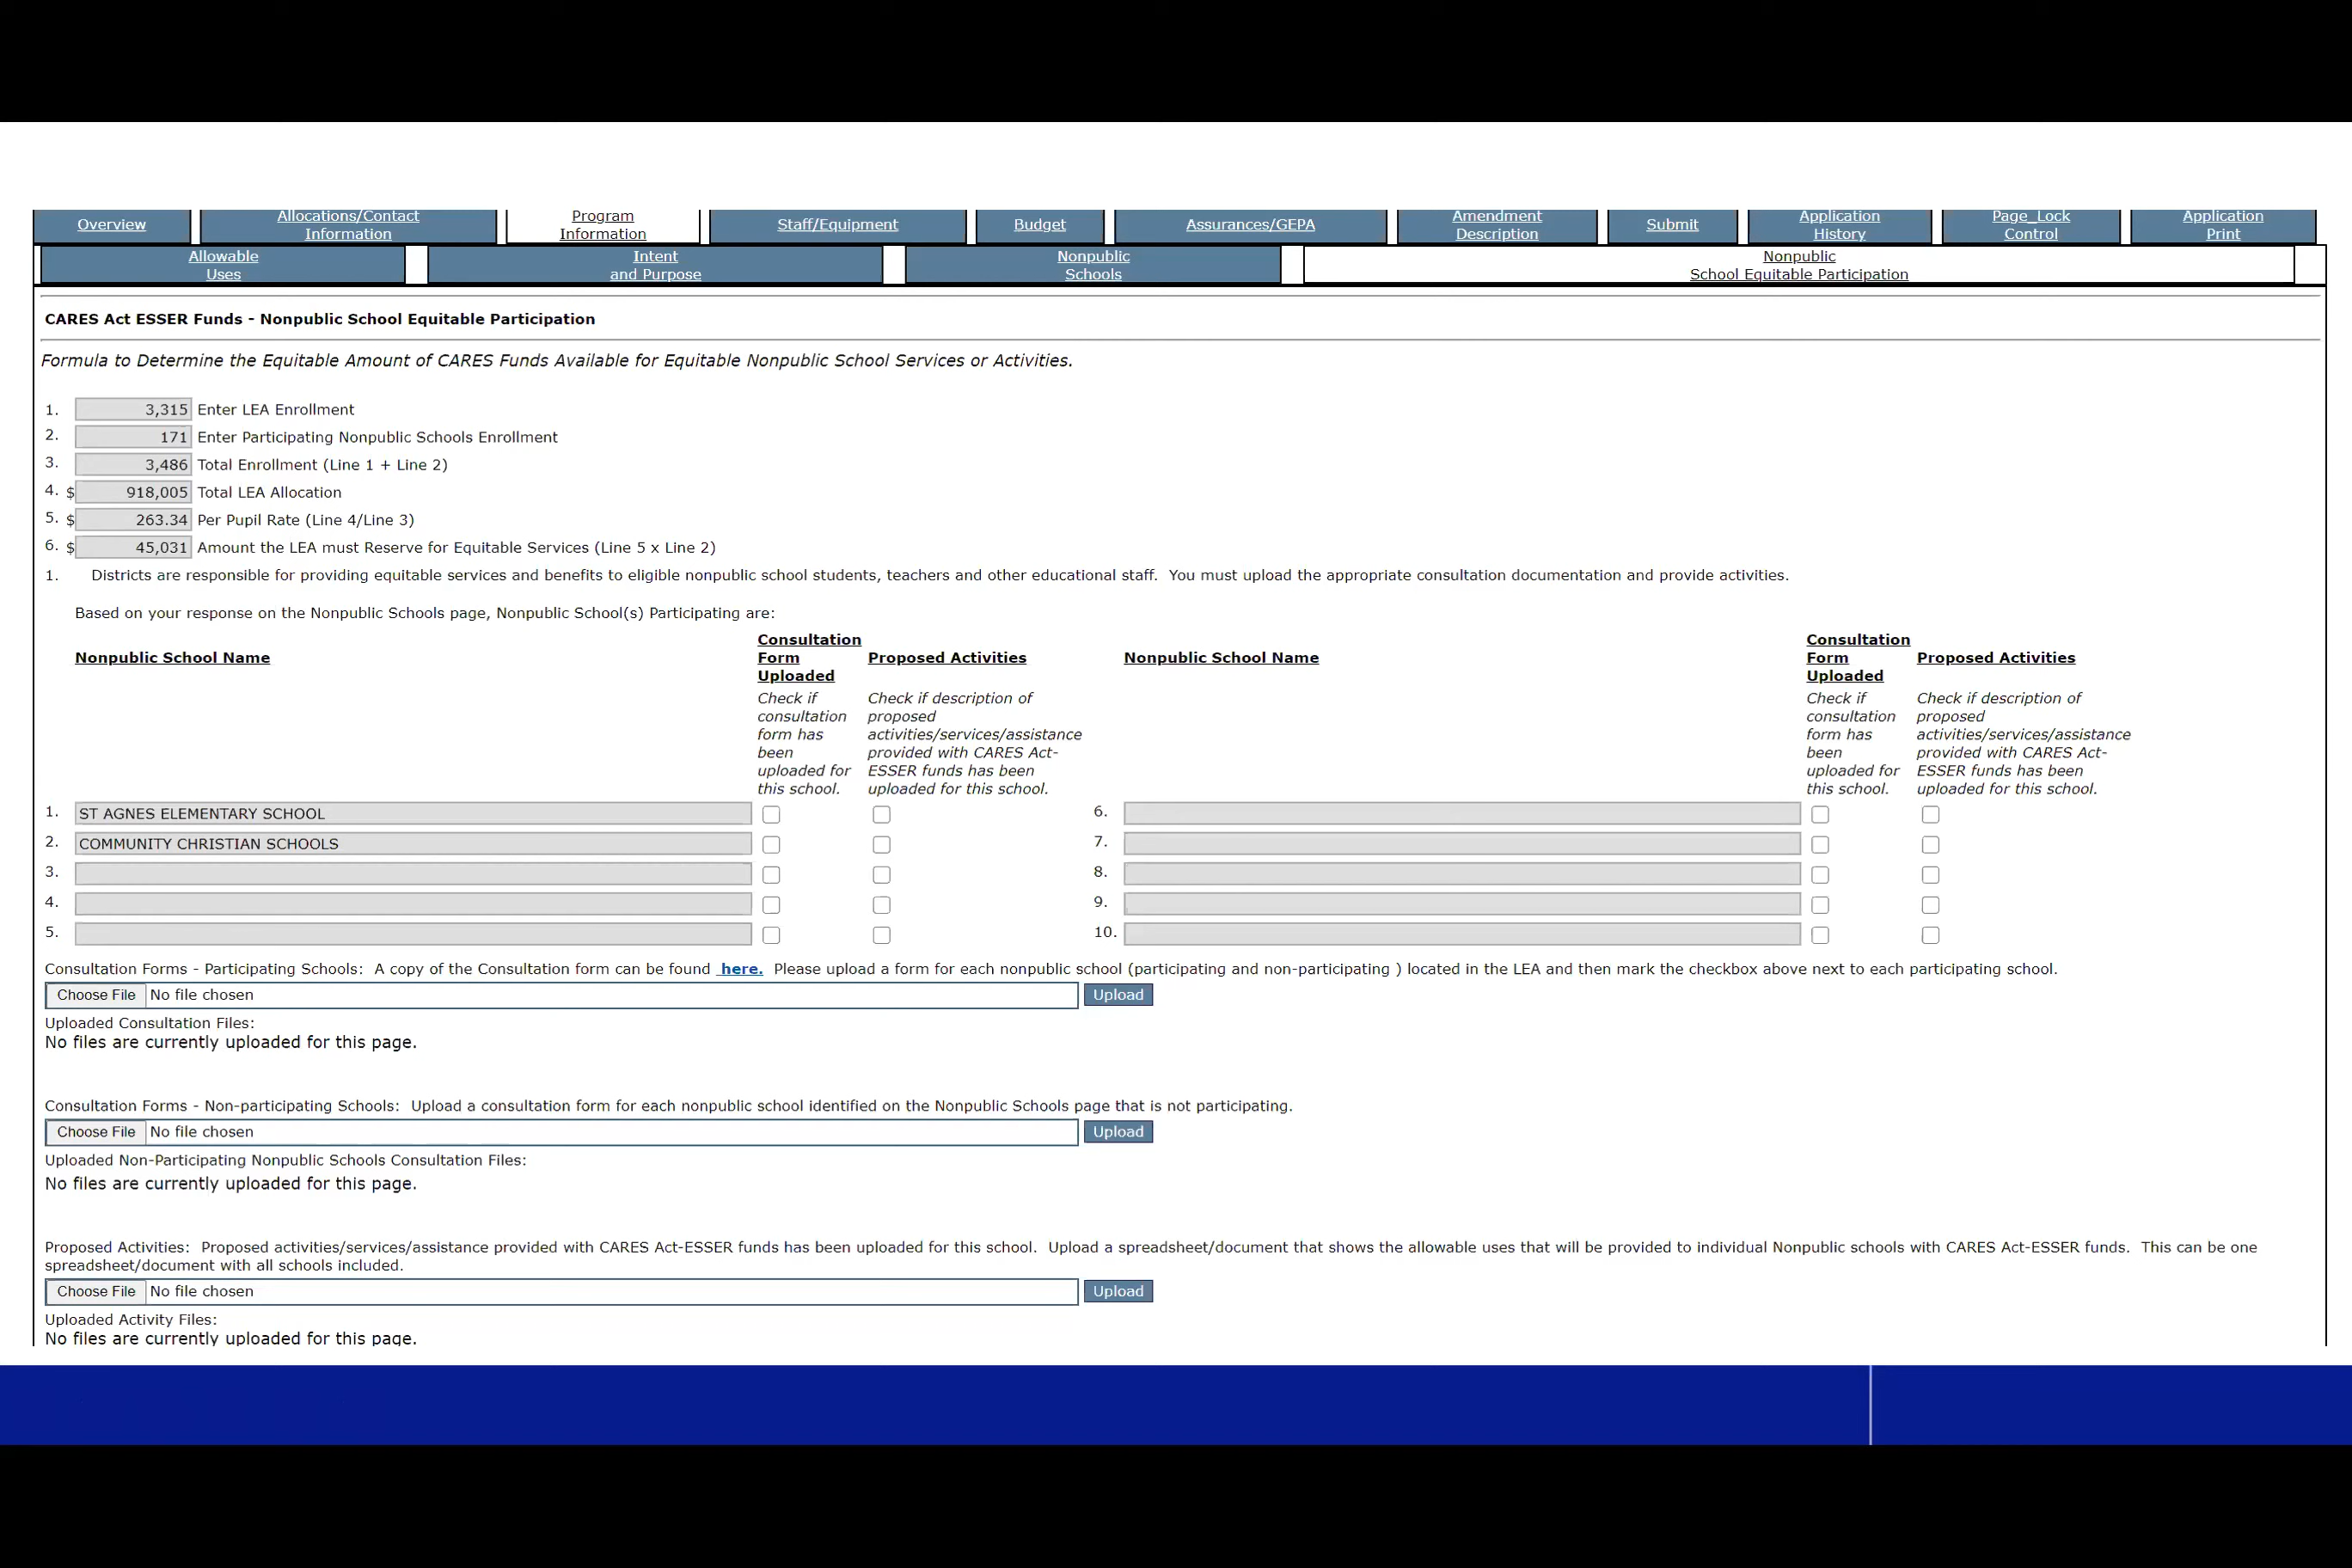 Overview
Allocations/Contact
Information
Program
Information
Staff/Equipment
Budget
Assurances/GEPA
Amendment
Description
Submit
Application
History
Page_Lock
Control
Application
Print
Allowable
Uses
Intent
and Purpose
Nonpublic
Schools
Nonpublic
School Equitable Participation
CARES Act ESSER Funds - Nonpublic School Equitable Participation
Formula to Determine the Equitable Amount of CARES Funds Available for Equitable Nonpublic School Services or Activities.
1. 3,315 Enter LEA Enrollment
2. 171 Enter Participating Nonpublic Schools Enrollment
3. 3,486 Total Enrollment (Line 1 + Line 2)
4. $ 918,005 Total LEA Allocation
5. $ 263.34 Per Pupil Rate (Line 4/Line 3)
6. $ 45,031 Amount the LEA must Reserve for Equitable Services (Line 5 x Line 2)
1. Districts are responsible for providing equitable services and benefits to eligible nonpublic school students, teachers and other educational staff. You must upload the appropriate consultation documentation and provide activities.
Based on your response on the Nonpublic Schools page, Nonpublic School(s) Participating are:
Nonpublic School Name
Consultation
Form
Uploaded
Proposed Activities
Check if
consultation
form has
been
uploaded for
this school.
Check if description of
proposed
activities/services/assistance
provided with CARES Act-
ESSER funds has been
uploaded for this school.
Nonpublic School Name
Consultation
Form
Uploaded
Proposed Activities
Check if
consultation
form has
been
uploaded for
this school.
Check if description of
proposed
activities/services/assistance
provided with CARES Act-
ESSER funds has been
uploaded for this school.
1. ST AGNES ELEMENTARY SCHOOL 6.
2. COMMUNITY CHRISTIAN SCHOOLS 7.
3. 8.
4. 9.
5. 10.
Consultation Forms - Participating Schools: A copy of the Consultation form can be found here. Please upload a form for each nonpublic school (participating and non-participating ) located in the LEA and then mark the checkbox above next to each participating school.
Choose File No file chosen Upload
Uploaded Consultation Files:
No files are currently uploaded for this page.
Consultation Forms - Non-participating Schools: Upload a consultation form for each nonpublic school identified on the Nonpublic Schools page that is not participating.
Choose File No file chosen Upload
Uploaded Non-Participating Nonpublic Schools Consultation Files:
No files are currently uploaded for this page.
Proposed Activities: Proposed activities/services/assistance provided with CARES Act-ESSER funds has been uploaded for this school. Upload a spreadsheet/document that shows the allowable uses that will be provided to individual Nonpublic schools with CARES Act-ESSER funds. This can be one
spreadsheet/document with all schools included.
Choose File No file chosen Upload
Uploaded Activity Files:
No files are currently uploaded for this page.